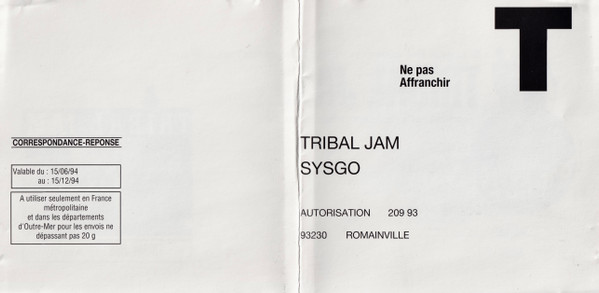 CORRESPONDANCE-REPONSE
Valable du : 15/06/94
au : 15/12/94
A utiliser seulement en France
métropolitaine
et dans les départements
d'Outre-Mer pour les envois ne
dépassant pas 20 g
T
Ne pas
Affranchir
TRIBAL JAM
SYSGO
AUTORISATION 209 93
93230 ROMAINVILLE